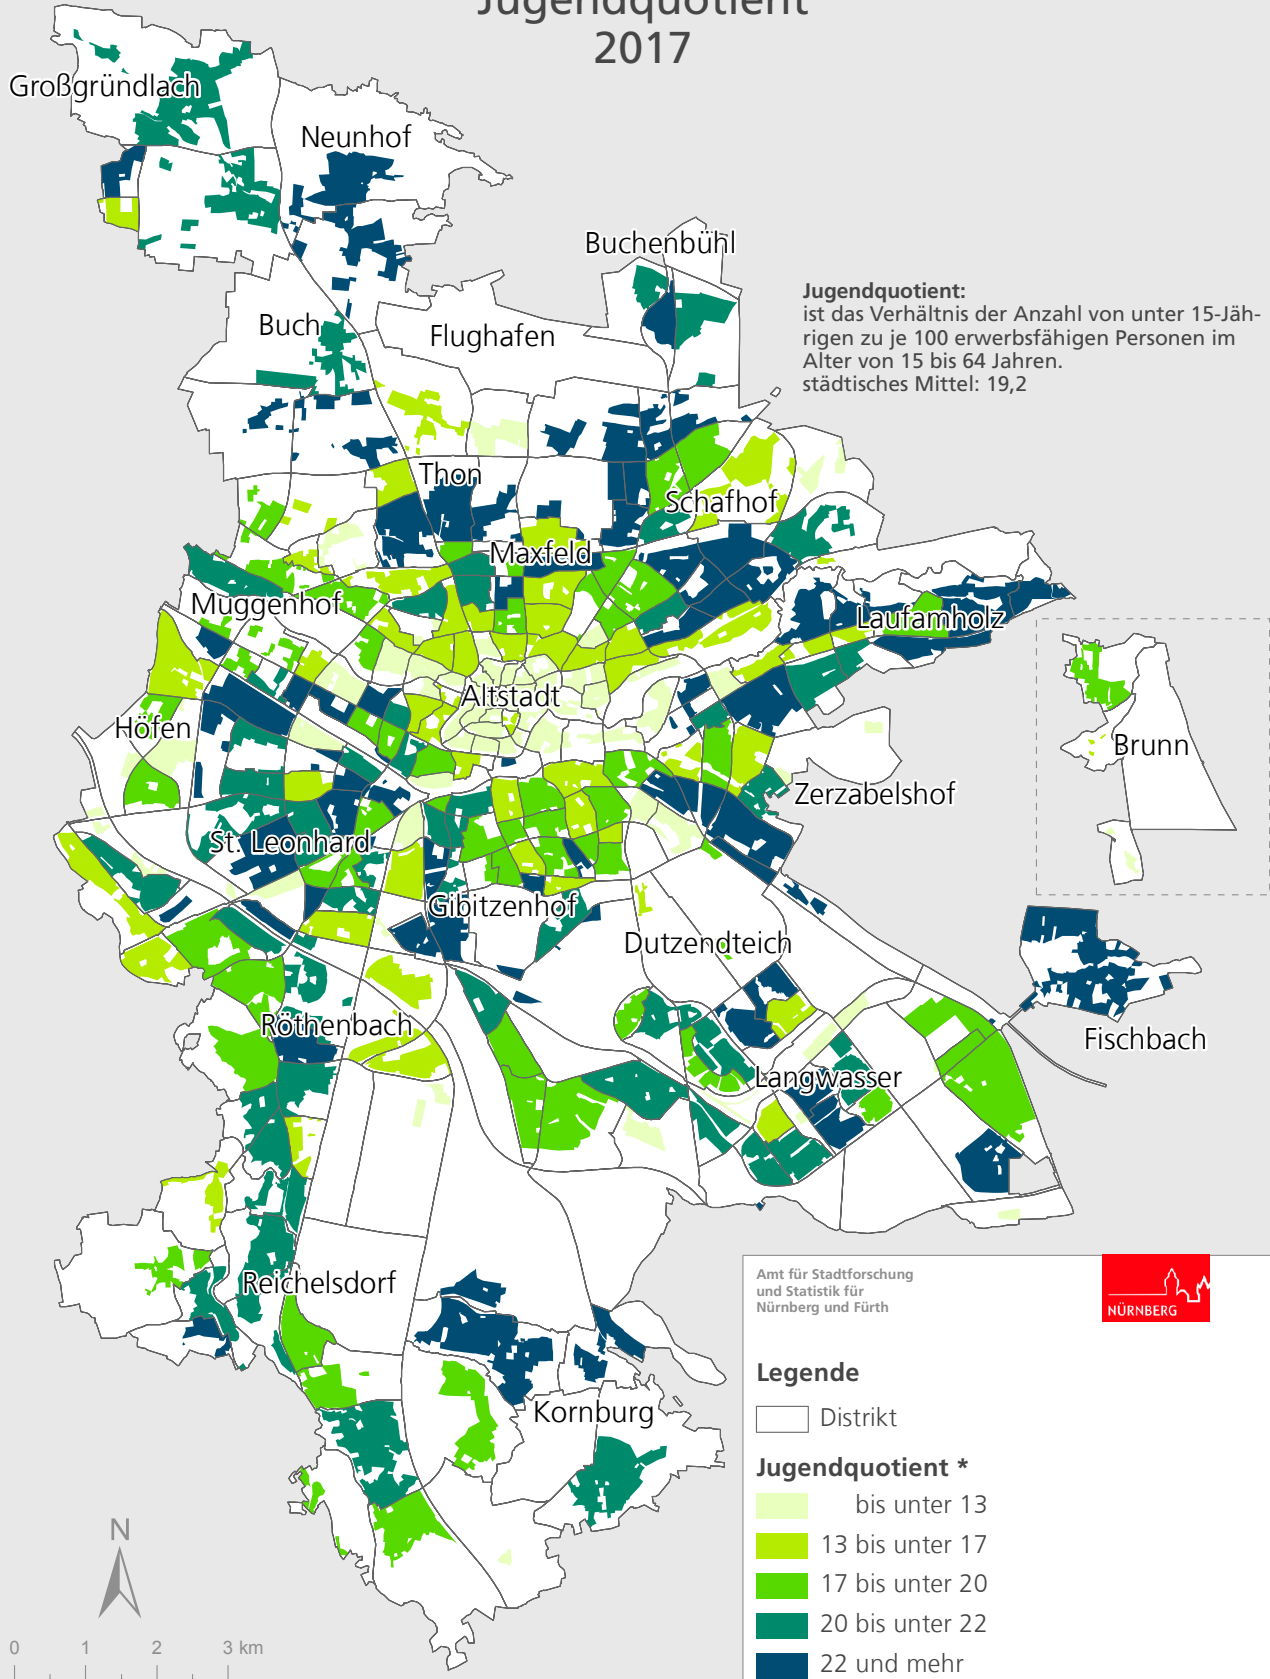 Jugendquotient
2017
Großgründlach
Neunhof
Buchenbühl
Jugendquotient:
ist das Verhältnis der Anzahl von unter 15-Jäh-
rigen zu je 100 erwerbsfähigen Personen im
Alter von 15 bis 64 Jahren.
städtisches Mittel: 19,2
Buch
Flughafen
Thon
Schafhof
Maxfeld
Muggenhof
Laufamholz
Altstadt
Höfen
Brunn
Zerzabelshof
St. Leonhard
Gibitzenhof
Dutzendteich
Röthenbach
Fischbach
Langwasser
Reichelsdorf
Kornburg
Amt für Stadtforschung
und Statistik für
Nürnberg und Fürth
NÜRNBERG
Legende
Distrikt
Jugendquotient *
bis unter 13
13 bis unter 17
17 bis unter 20
20 bis unter 22
22 und mehr
N
0 1 2 3 km